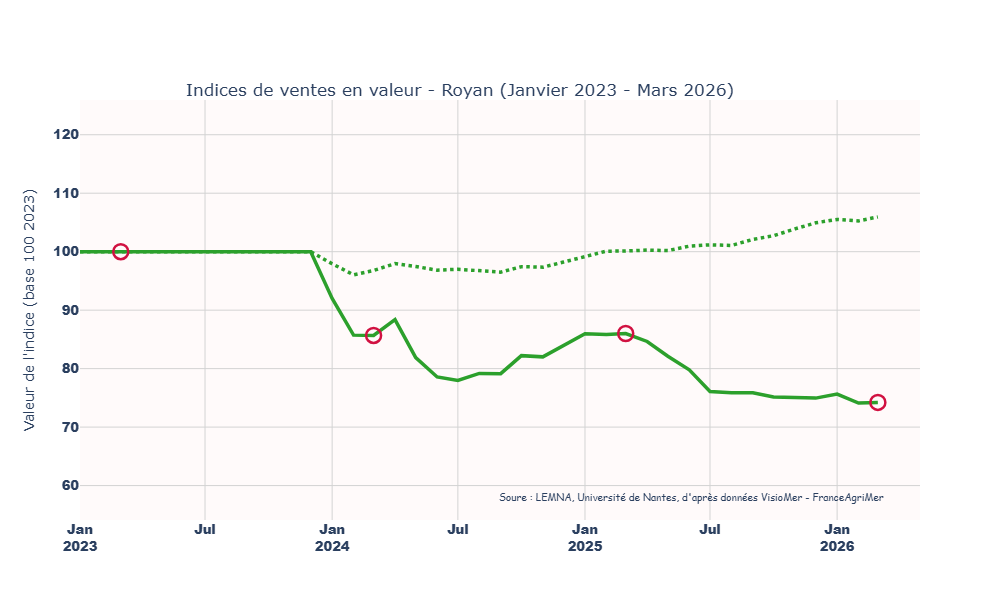 Indices de ventes en valeur - Royan (Janvier 2023 - Mars 2026)
Valeur de l'indice (base 100 2023)
120
110
100
90
80
70
60
Soure : LEMNA, Université de Nantes, d'après données VisioMer - FranceAgriMer
Jan Jul Jan Jul Jan Jul Jan
2023 2024 2025 2026